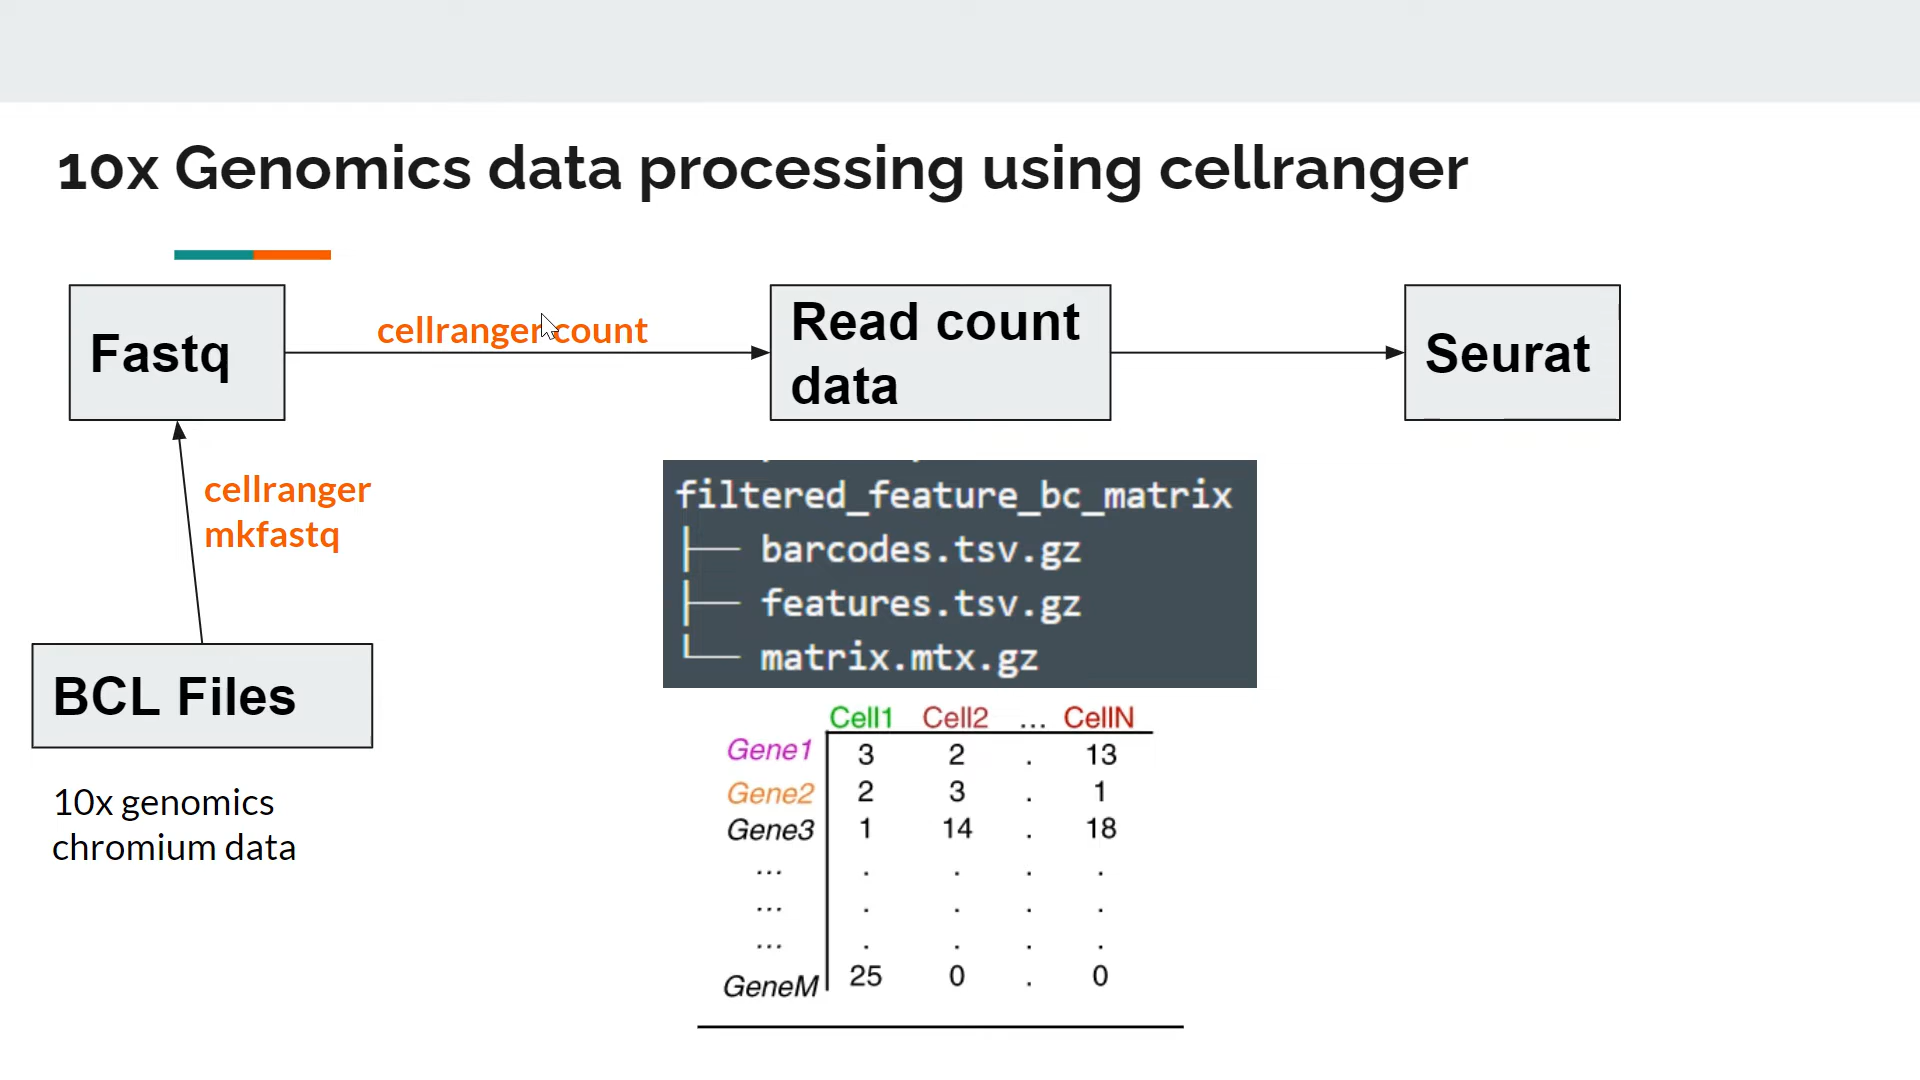 10x Genomics data processing using cellranger
Fastq
cellranger count
Read count
data
Seurat
cellranger
mkfastq
BCL Files
10x genomics
chromium data
filtered_feature_bc_matrix
├── barcodes.tsv.gz
├── features.tsv.gz
└── matrix.mtx.gz
Cell1 Cell2 ... CellN
Gene1 3 2 . 13
Gene2 2 3 . 1
Gene3 1 14 . 18
... . . . .
... . . . .
... . . . .
GeneM 25 0 . 0